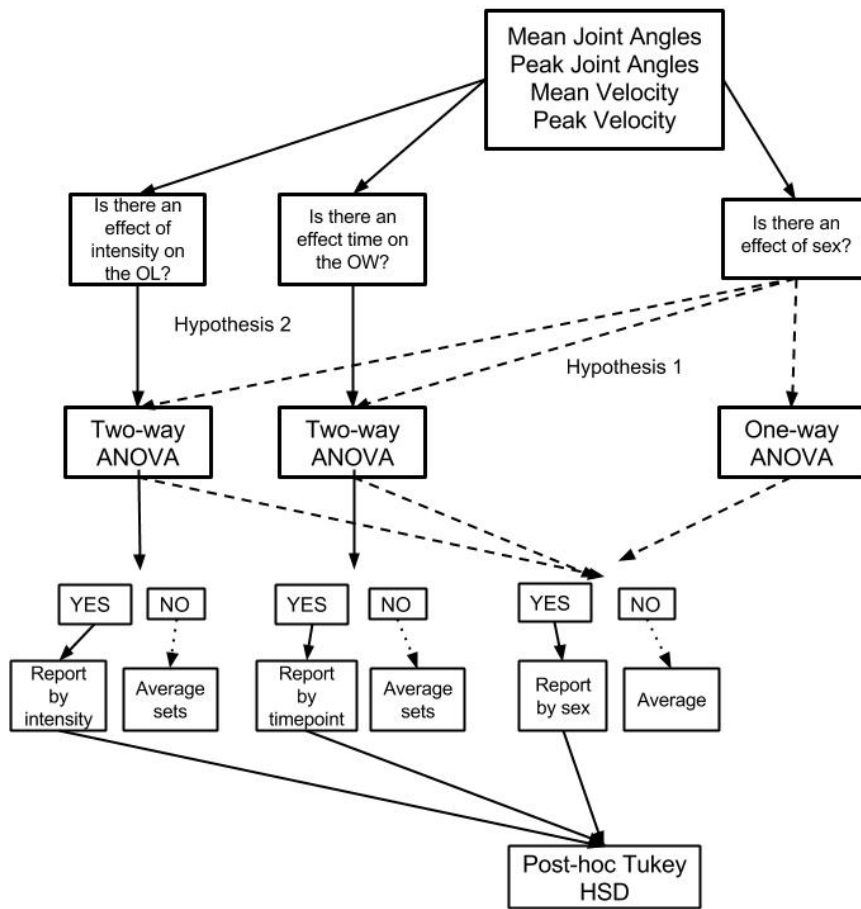 Mean Joint Angles
Peak Joint Angles
Mean Velocity
Peak Velocity
Is there an
effect of
intensity on
the OL?
Is there an
effect time on
the OW?
Is there an
effect of sex?
Hypothesis 2
Hypothesis 1
Two-way
ANOVA
Two-way
ANOVA
One-way
ANOVA
YES
NO
YES
NO
YES
NO
Report
by
intensity
Average
sets
Report
by
timepoint
Average
sets
Report
by sex
Average
Post-hoc Tukey
HSD